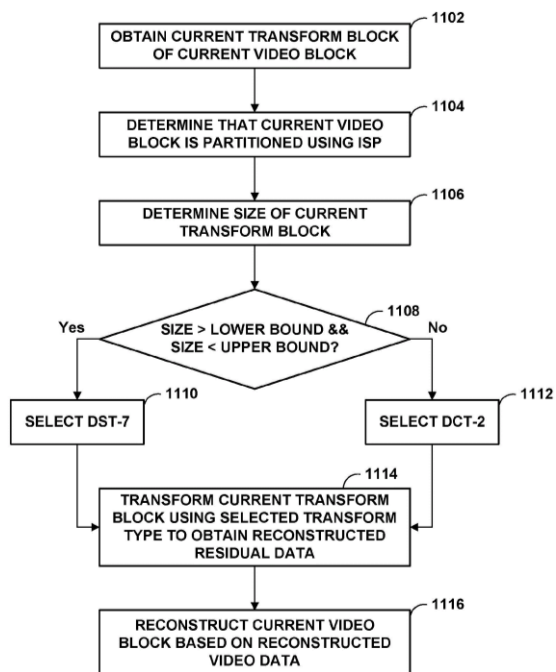 1102
OBTAIN CURRENT TRANSFORM BLOCK
OF CURRENT VIDEO BLOCK
1104
DETERMINE THAT CURRENT VIDEO
BLOCK IS PARTITIONED USING ISP
1106
DETERMINE SIZE OF CURRENT
TRANSFORM BLOCK
1108
Yes
SIZE > LOWER BOUND &&
SIZE < UPPER BOUND?
No
1110
SELECT DST-7
1112
SELECT DCT-2
1114
TRANSFORM CURRENT TRANSFORM
BLOCK USING SELECTED TRANSFORM
TYPE TO OBTAIN RECONSTRUCTED
RESIDUAL DATA
1116
RECONSTRUCT CURRENT VIDEO
BLOCK BASED ON RECONSTRUCTED
VIDEO DATA